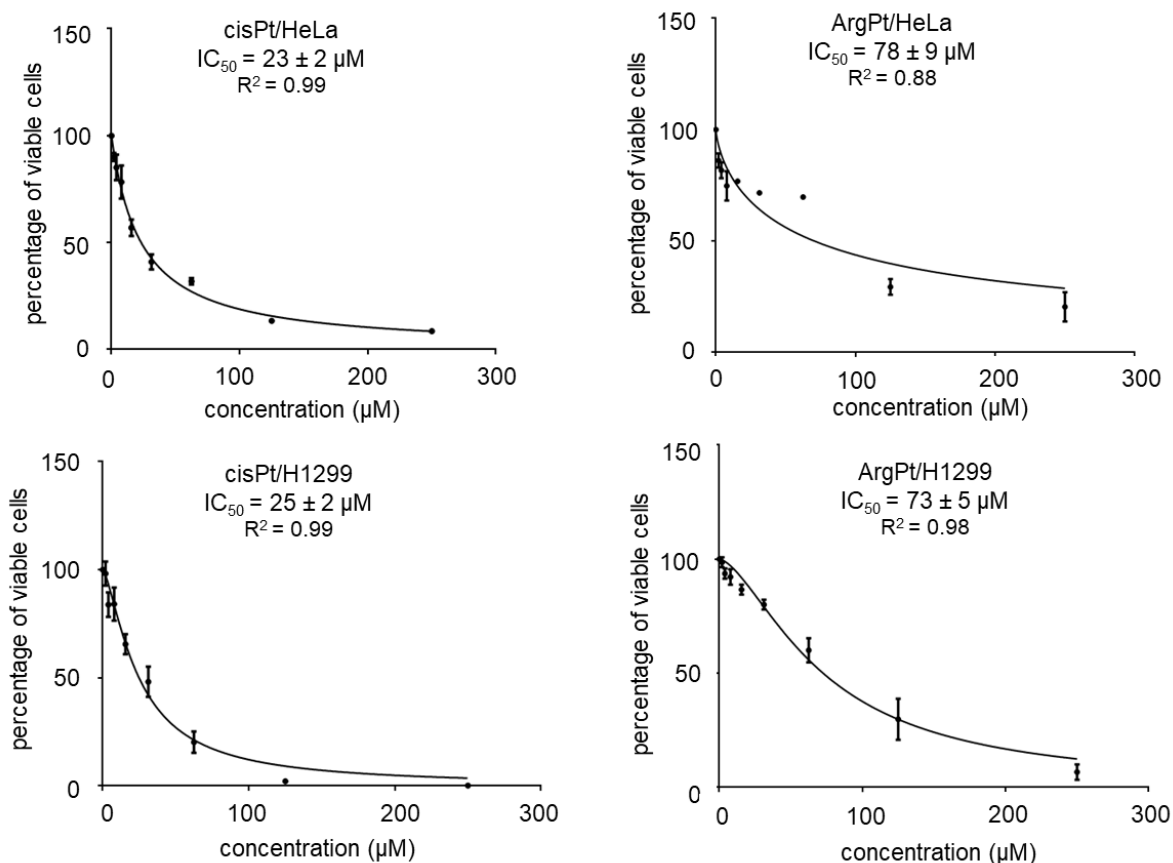 cisPt/HeLa
IC₅₀ = 23 ± 2 µM
R² = 0.99
percentage of viable cells
150
100
50
0
0 100 200 300
concentration (µM)
ArgPt/HeLa
IC₅₀ = 78 ± 9 µM
R² = 0.88
percentage of viable cells
150
100
50
0
0 100 200 300
concentration (µM)
cisPt/H1299
IC₅₀ = 25 ± 2 µM
R² = 0.99
percentage of viable cells
150
100
50
0
0 100 200 300
concentration (µM)
ArgPt/H1299
IC₅₀ = 73 ± 5 µM
R² = 0.98
percentage of viable cells
150
100
50
0
0 100 200 300
concentration (µM)